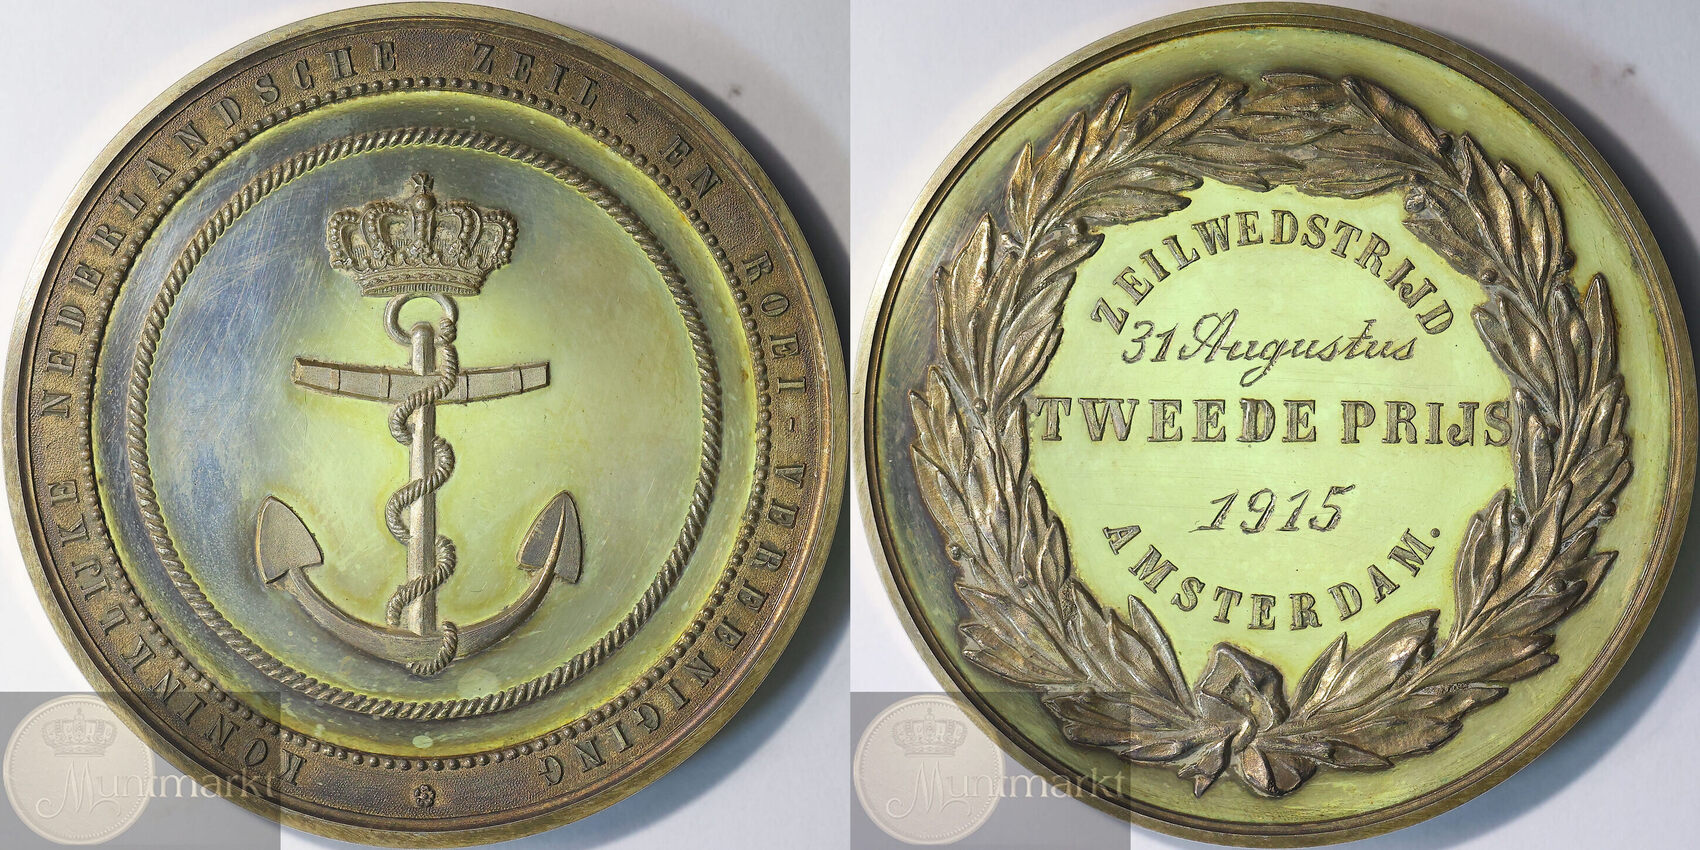 KONINKLIJKE NEDERLANDSCHE ZEIL-EN ROEI-VEREENIGING
ZEILWEDSTRIJD
31 Augustus
TWEEDE PRIJS
1915
AMSTERDAM.
Muntmarkt
Muntmarkt